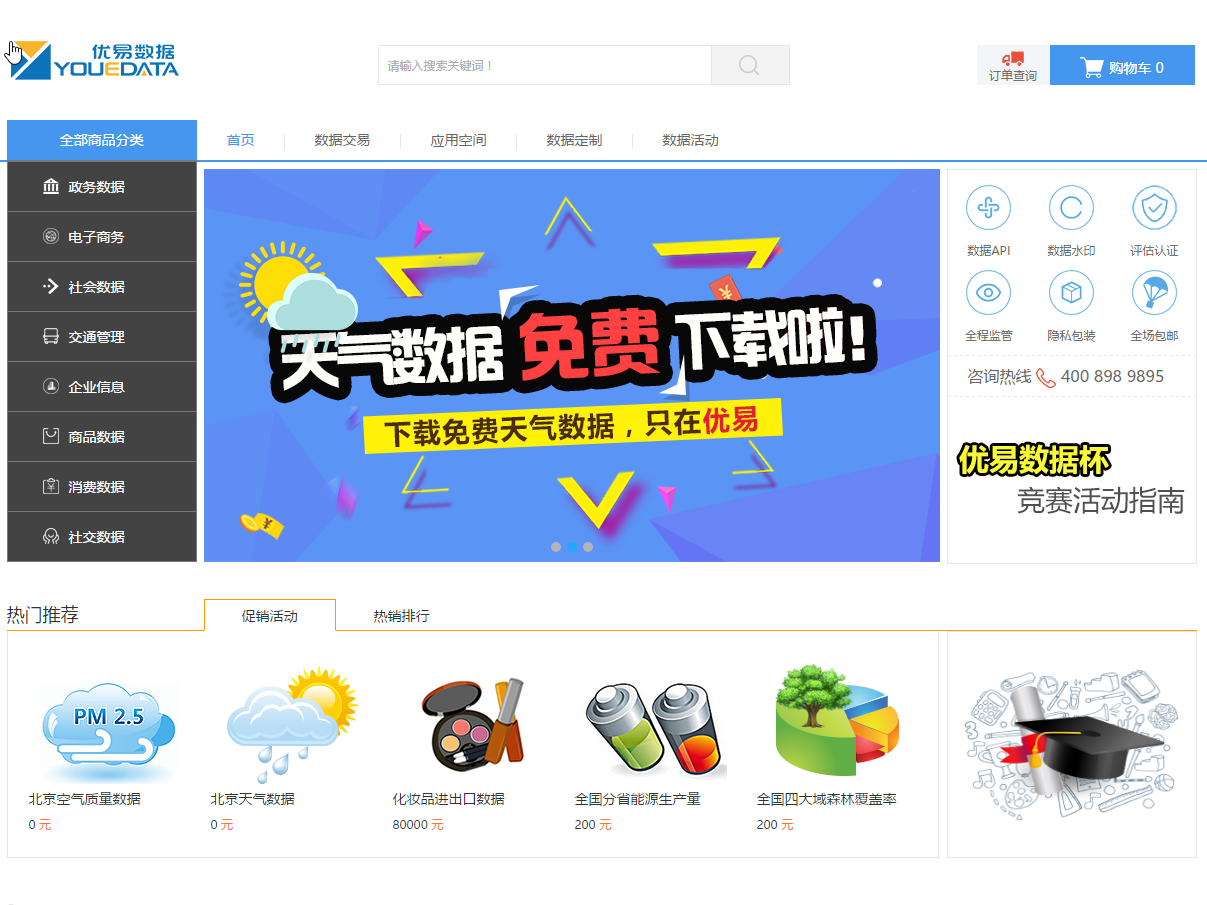 优易数据
YOUEDATA
请输入搜索关键词！
订单查询
购物车 0
全部商品分类
首页
数据交易
应用空间
数据定制
数据活动
政务数据
电子商务
社会数据
交通管理
企业信息
商品数据
消费数据
社交数据
天气数据免费下载啦!
下载免费天气数据，只在优易
数据API
数据水印
评估认证
全程监管
隐私包装
全场包邮
咨询热线 400 898 9895
优易数据杯
竞赛活动指南
热门推荐
促销活动
热销排行
PM 2.5
北京空气质量数据
0 元
北京天气数据
0 元
化妆品进出口数据
80000 元
全国分省能源生产量
200 元
全国四大域森林覆盖率
200 元